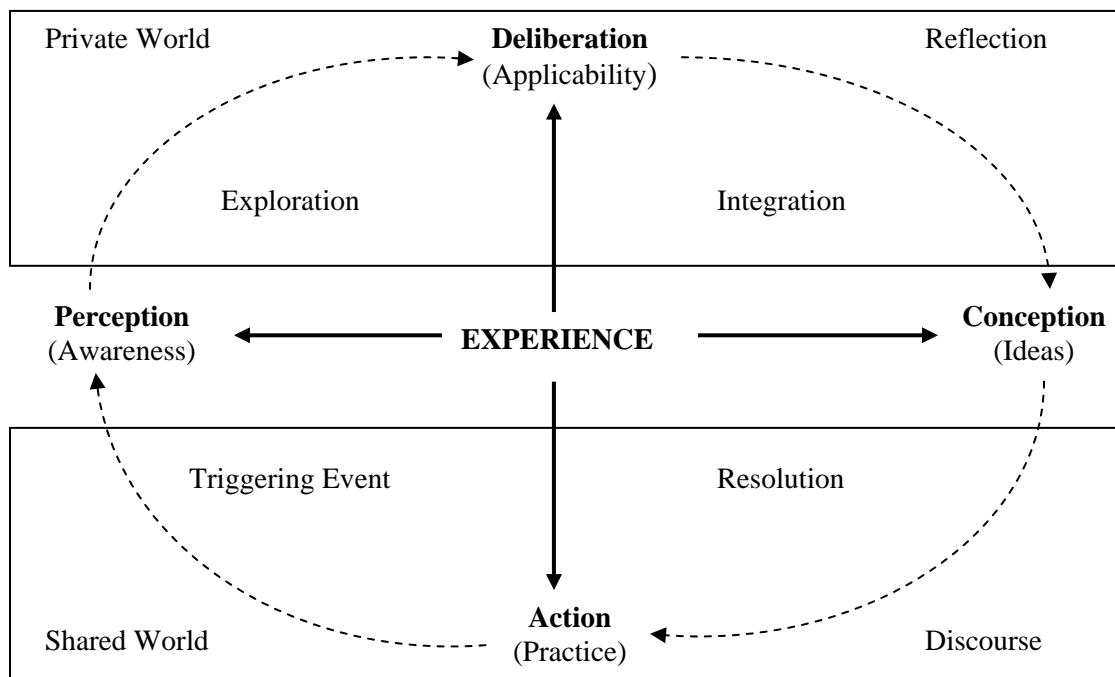 Private World
Deliberation
(Applicability)
Reflection
Exploration
Integration
Perception
(Awareness)
EXPERIENCE
Conception
(Ideas)
Triggering Event
Resolution
Shared World
Action
(Practice)
Discourse